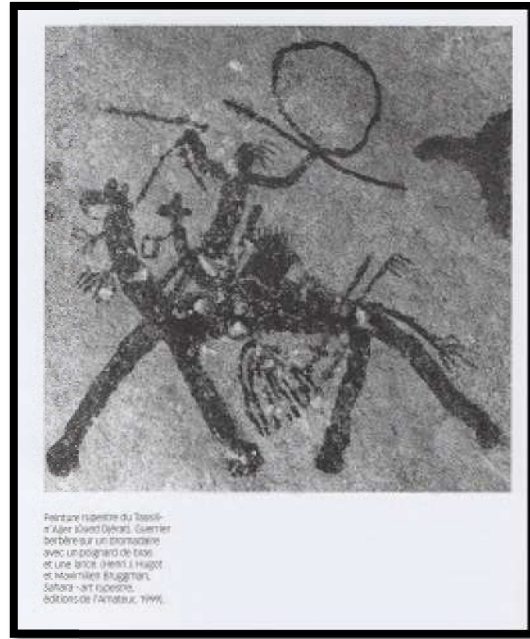 Peinture rupestre du Tassili-
n'Ajjer (Oued Djérat). Guerrier
berbère sur un dromadaire
avec un poignard de bras
et une lance. (Henri J. Hugot
et Maximilien Bruggman,
Sahara - art rupestre,
éditions de l'Amateur, 1999).